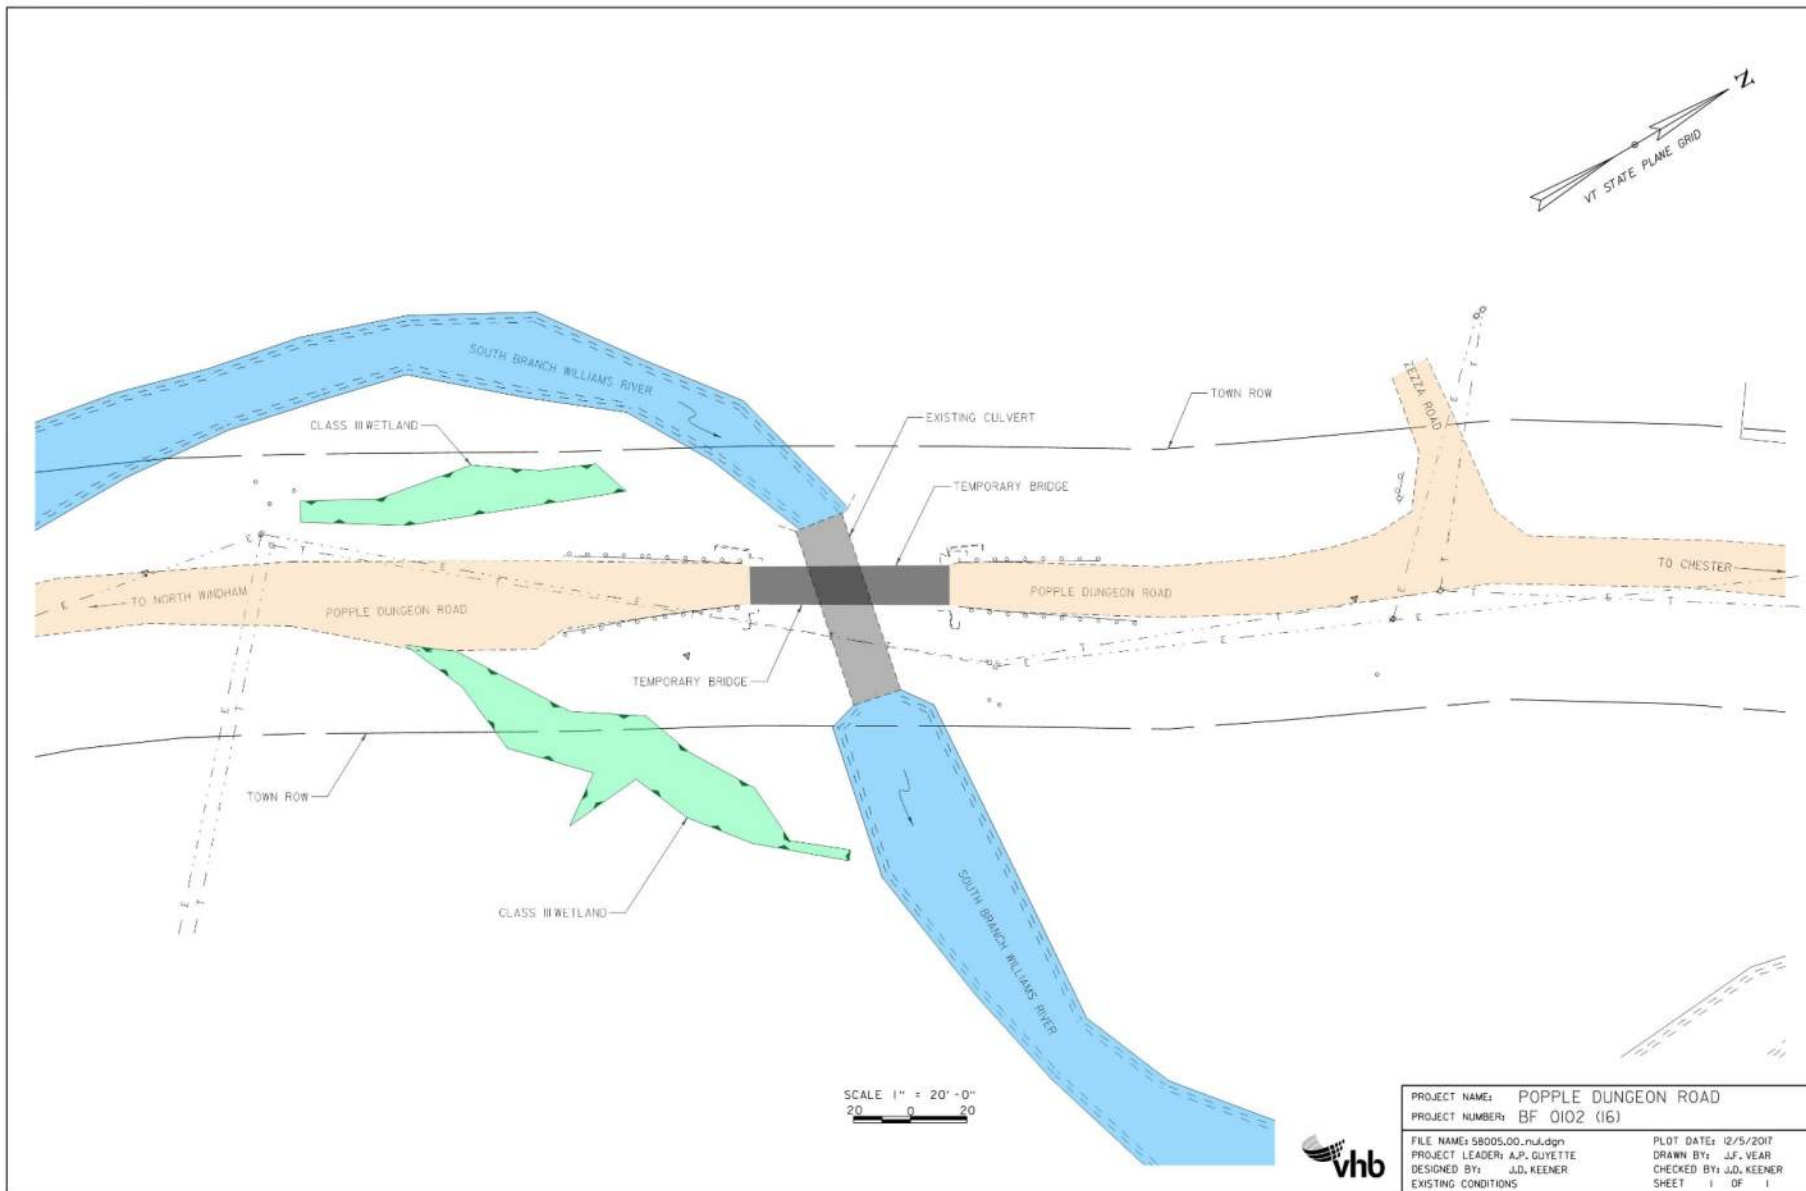 N
VT STATE PLANE GRID
SOUTH BRANCH WILLIAMS RIVER
ZEZZA ROAD
TOWN ROW
EXISTING CULVERT
CLASS III WETLAND
TEMPORARY BRIDGE
E
T
E
T
E
E
T
E
TO CHESTER
TO NORTH WINDHAM
POPPLE DUNGEON ROAD
POPPLE DUNGEON ROAD
E
T
E
T
E
T
E
T
E
TEMPORARY BRIDGE
E
T
TOWN ROW
CLASS III WETLAND
E
T
SOUTH BRANCH WILLIAMS RIVER
SCALE 1" = 20'-0"
20 0 20
vhb
PROJECT NAME: POPPLE DUNGEON ROAD
PROJECT NUMBER: BF 0102 (16)
FILE NAME: 58005.00_nul.dgn PLOT DATE: 12/5/2017
PROJECT LEADER: A.P. GUYETTE DRAWN BY: J.F. VEAR
DESIGNED BY: J.D. KEENER CHECKED BY: J.D. KEENER
EXISTING CONDITIONS SHEET 1 OF 1